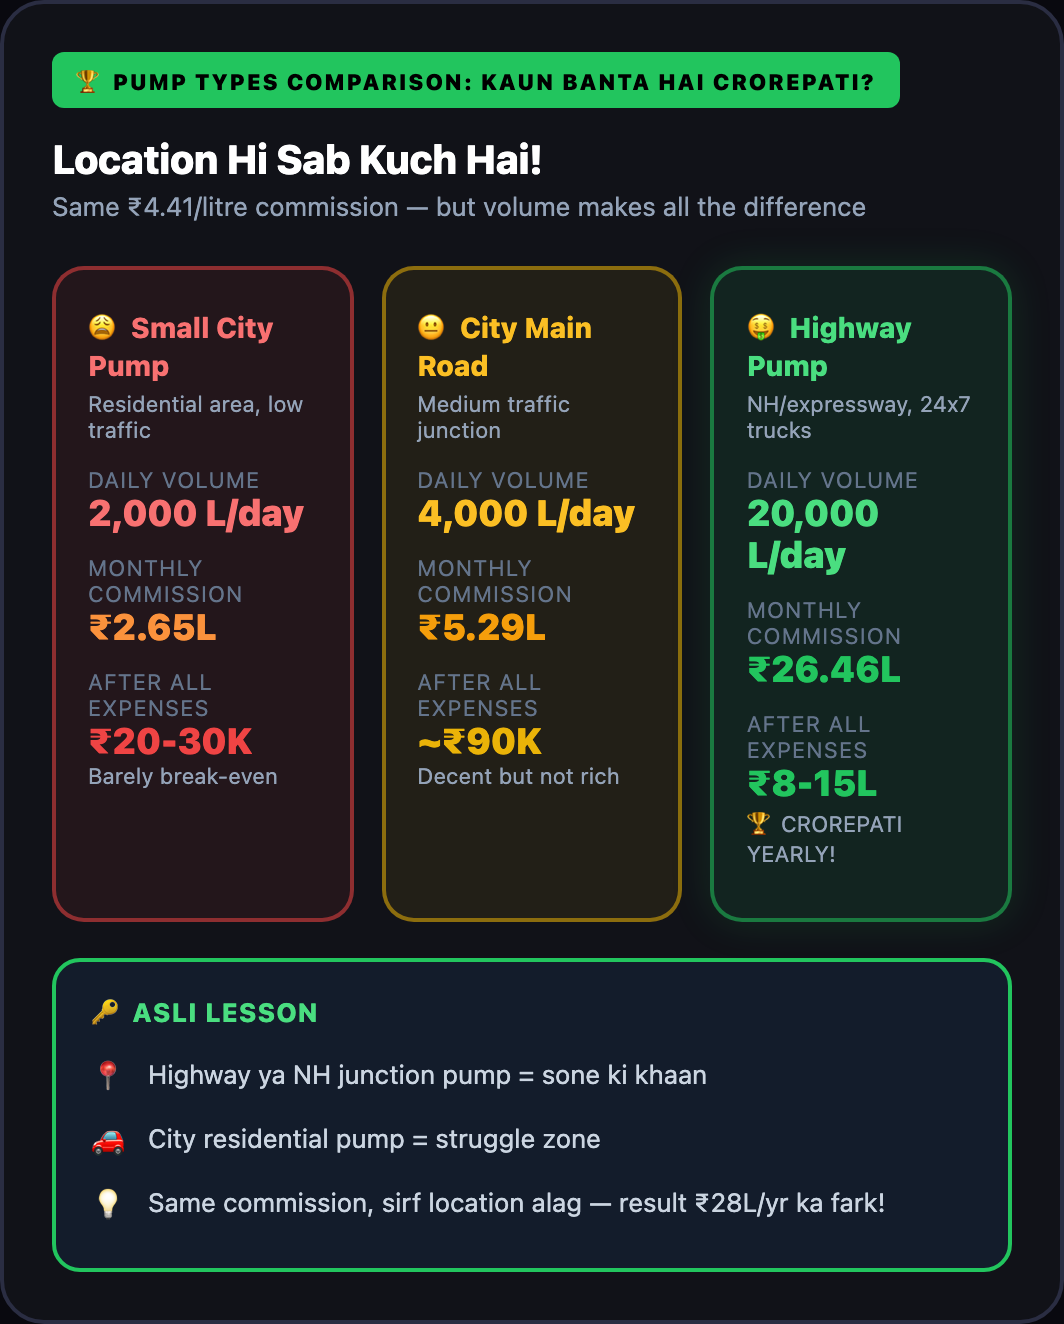 🏆 PUMP TYPES COMPARISON: KAUN BANTA HAI CROREPATI?
Location Hi Sab Kuch Hai!
Same ₹4.41/litre commission — but volume makes all the difference
😩 Small City
Pump
Residential area, low
traffic
DAILY VOLUME
2,000 L/day
MONTHLY
COMMISSION
₹2.65L
AFTER ALL
EXPENSES
₹20-30K
Barely break-even
😐 City Main
Road
Medium traffic
junction
DAILY VOLUME
4,000 L/day
MONTHLY
COMMISSION
₹5.29L
AFTER ALL
EXPENSES
~₹90K
Decent but not rich
🤑 Highway
Pump
NH/expressway, 24x7
trucks
DAILY VOLUME
20,000
L/day
MONTHLY
COMMISSION
₹26.46L
AFTER ALL
EXPENSES
₹8-15L
🏆 CROREPATI
YEARLY!
🔑 ASLI LESSON
📍 Highway ya NH junction pump = sone ki khaan
🚗 City residential pump = struggle zone
💡 Same commission, sirf location alag — result ₹28L/yr ka fark!